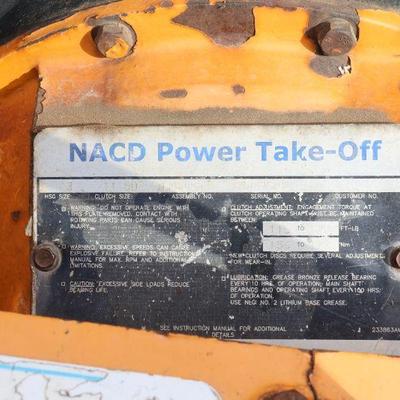 NACD Power Take-Off
HSG SIZE CLUTCH SIZE ASSEMBLY NO. SERIAL NO. CUSTOMER NO.
WARNING: DO NOT OPERATE ENGINE WITH
THIS PLATE REMOVED. CONTACT WITH
ROTATING PARTS CAN CAUSE SERIOUS
INJURY.
WARNING: EXCESSIVE SPEEDS CAN CAUSE
EXPLOSIVE FAILURE. REFER TO INSTRUCTION
MANUAL FOR MAX. RPM AND ADDITIONAL
LIMITATIONS.
CAUTION: EXCESSIVE SIDE LOADS REDUCE
BEARING LIFE.
CLUTCH ADJUSTMENT: ENGAGEMENT TORQUE AT
CLUTCH OPERATING SHAFT MUST BE MAINTAINED
BETWEEN
TO FT-LB
TO Nm
NEW CLUTCH DISCS REQUIRE SEVERAL ADJUSTMENTS
FOR WEAR-IN.
LUBRICATION: GREASE BRONZE RELEASE BEARING
EVERY 10 HRS. OF OPERATION; MAIN SHAFT
BEARINGS AND OPERATING SHAFT EVERY 100 HRS.
OF OPERATION.
USE NLGI NO. 2 LITHIUM BASE GREASE.
SEE INSTRUCTION MANUAL FOR ADDITIONAL
DETAILS